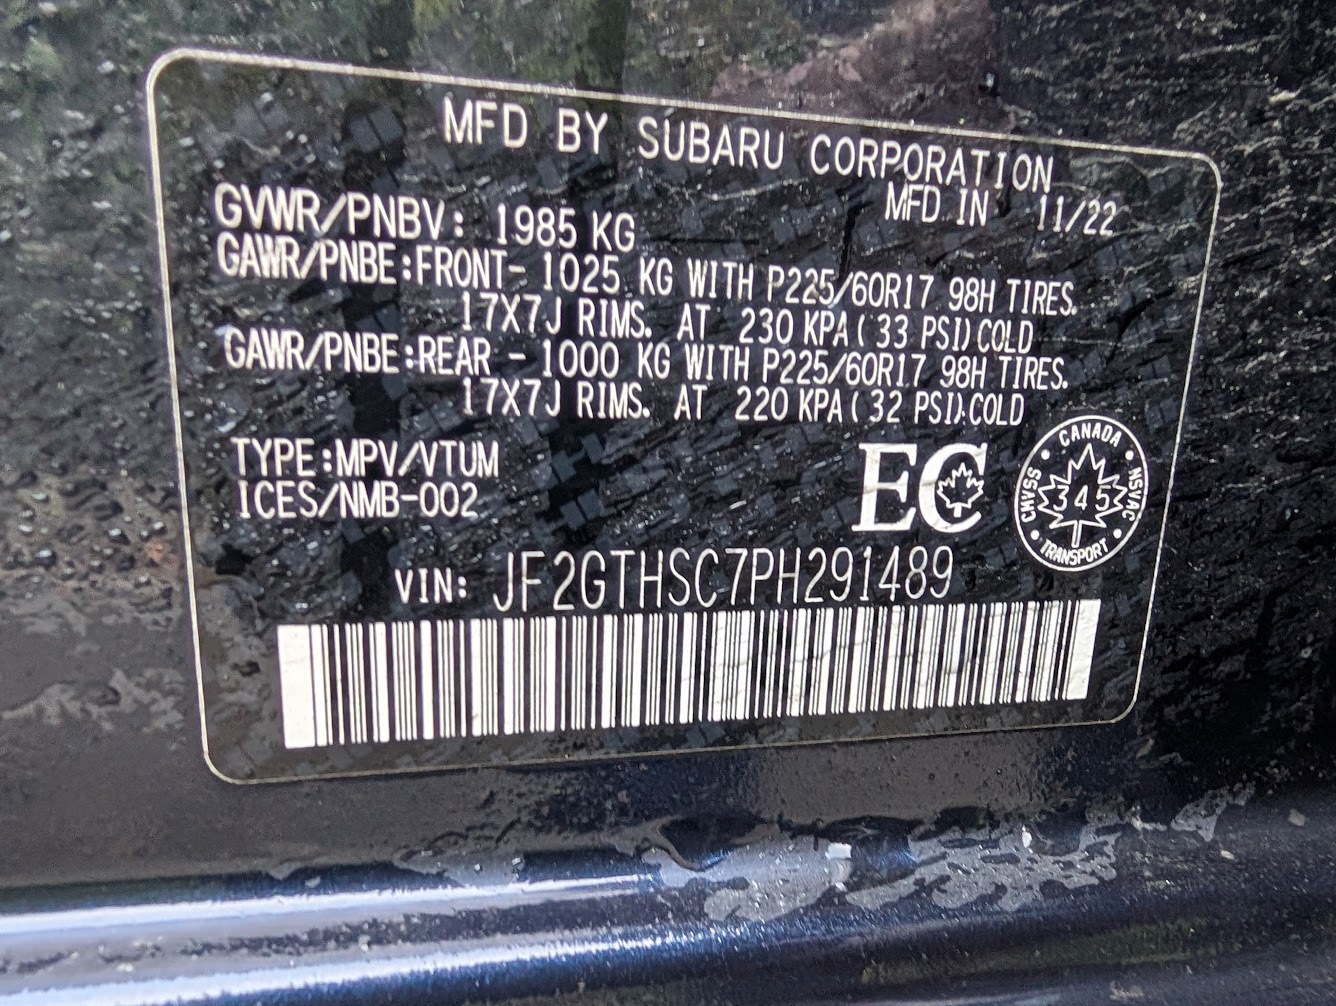 MFD BY SUBARU CORPORATION
MFD IN 11/22
GVWR/PNBV: 1985 KG
GAWR/PNBE:FRONT- 1025 KG WITH P225/60R17 98H TIRES.
17X7J RIMS. AT 230 KPA(33 PSI)COLD
GAWR/PNBE:REAR - 1000 KG WITH P225/60R17 98H TIRES.
17X7J RIMS. AT 220 KPA(32 PSI)COLD
TYPE:MPV/VTUM
ICES/NMB-002
EC
CANADA
CMVSS NSVAC
345
TRANSPORT
VIN: JF2GTHSC7PH291489